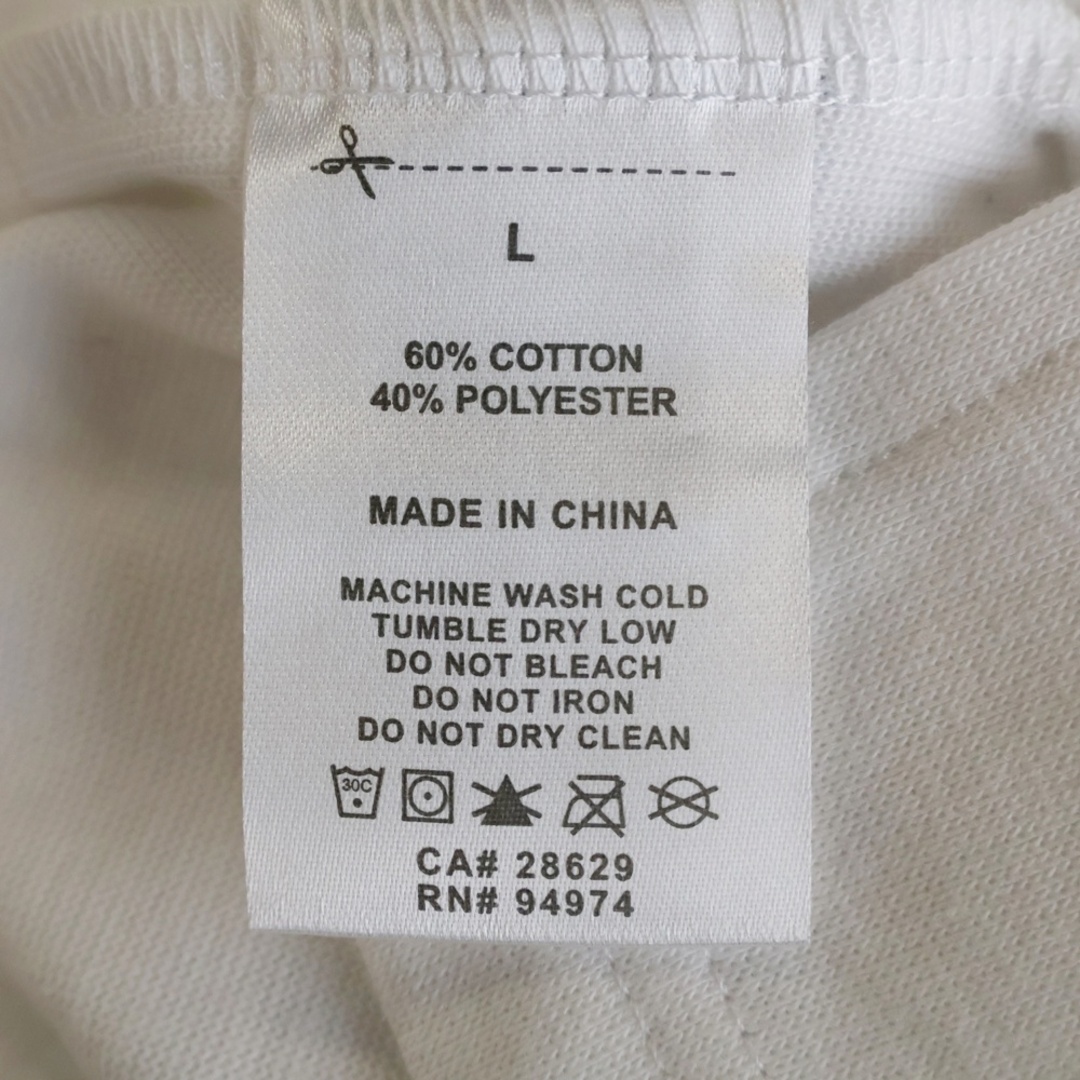 L
60% COTTON
40% POLYESTER
MADE IN CHINA
MACHINE WASH COLD
TUMBLE DRY LOW
DO NOT BLEACH
DO NOT IRON
DO NOT DRY CLEAN
30C
CA# 28629
RN# 94974